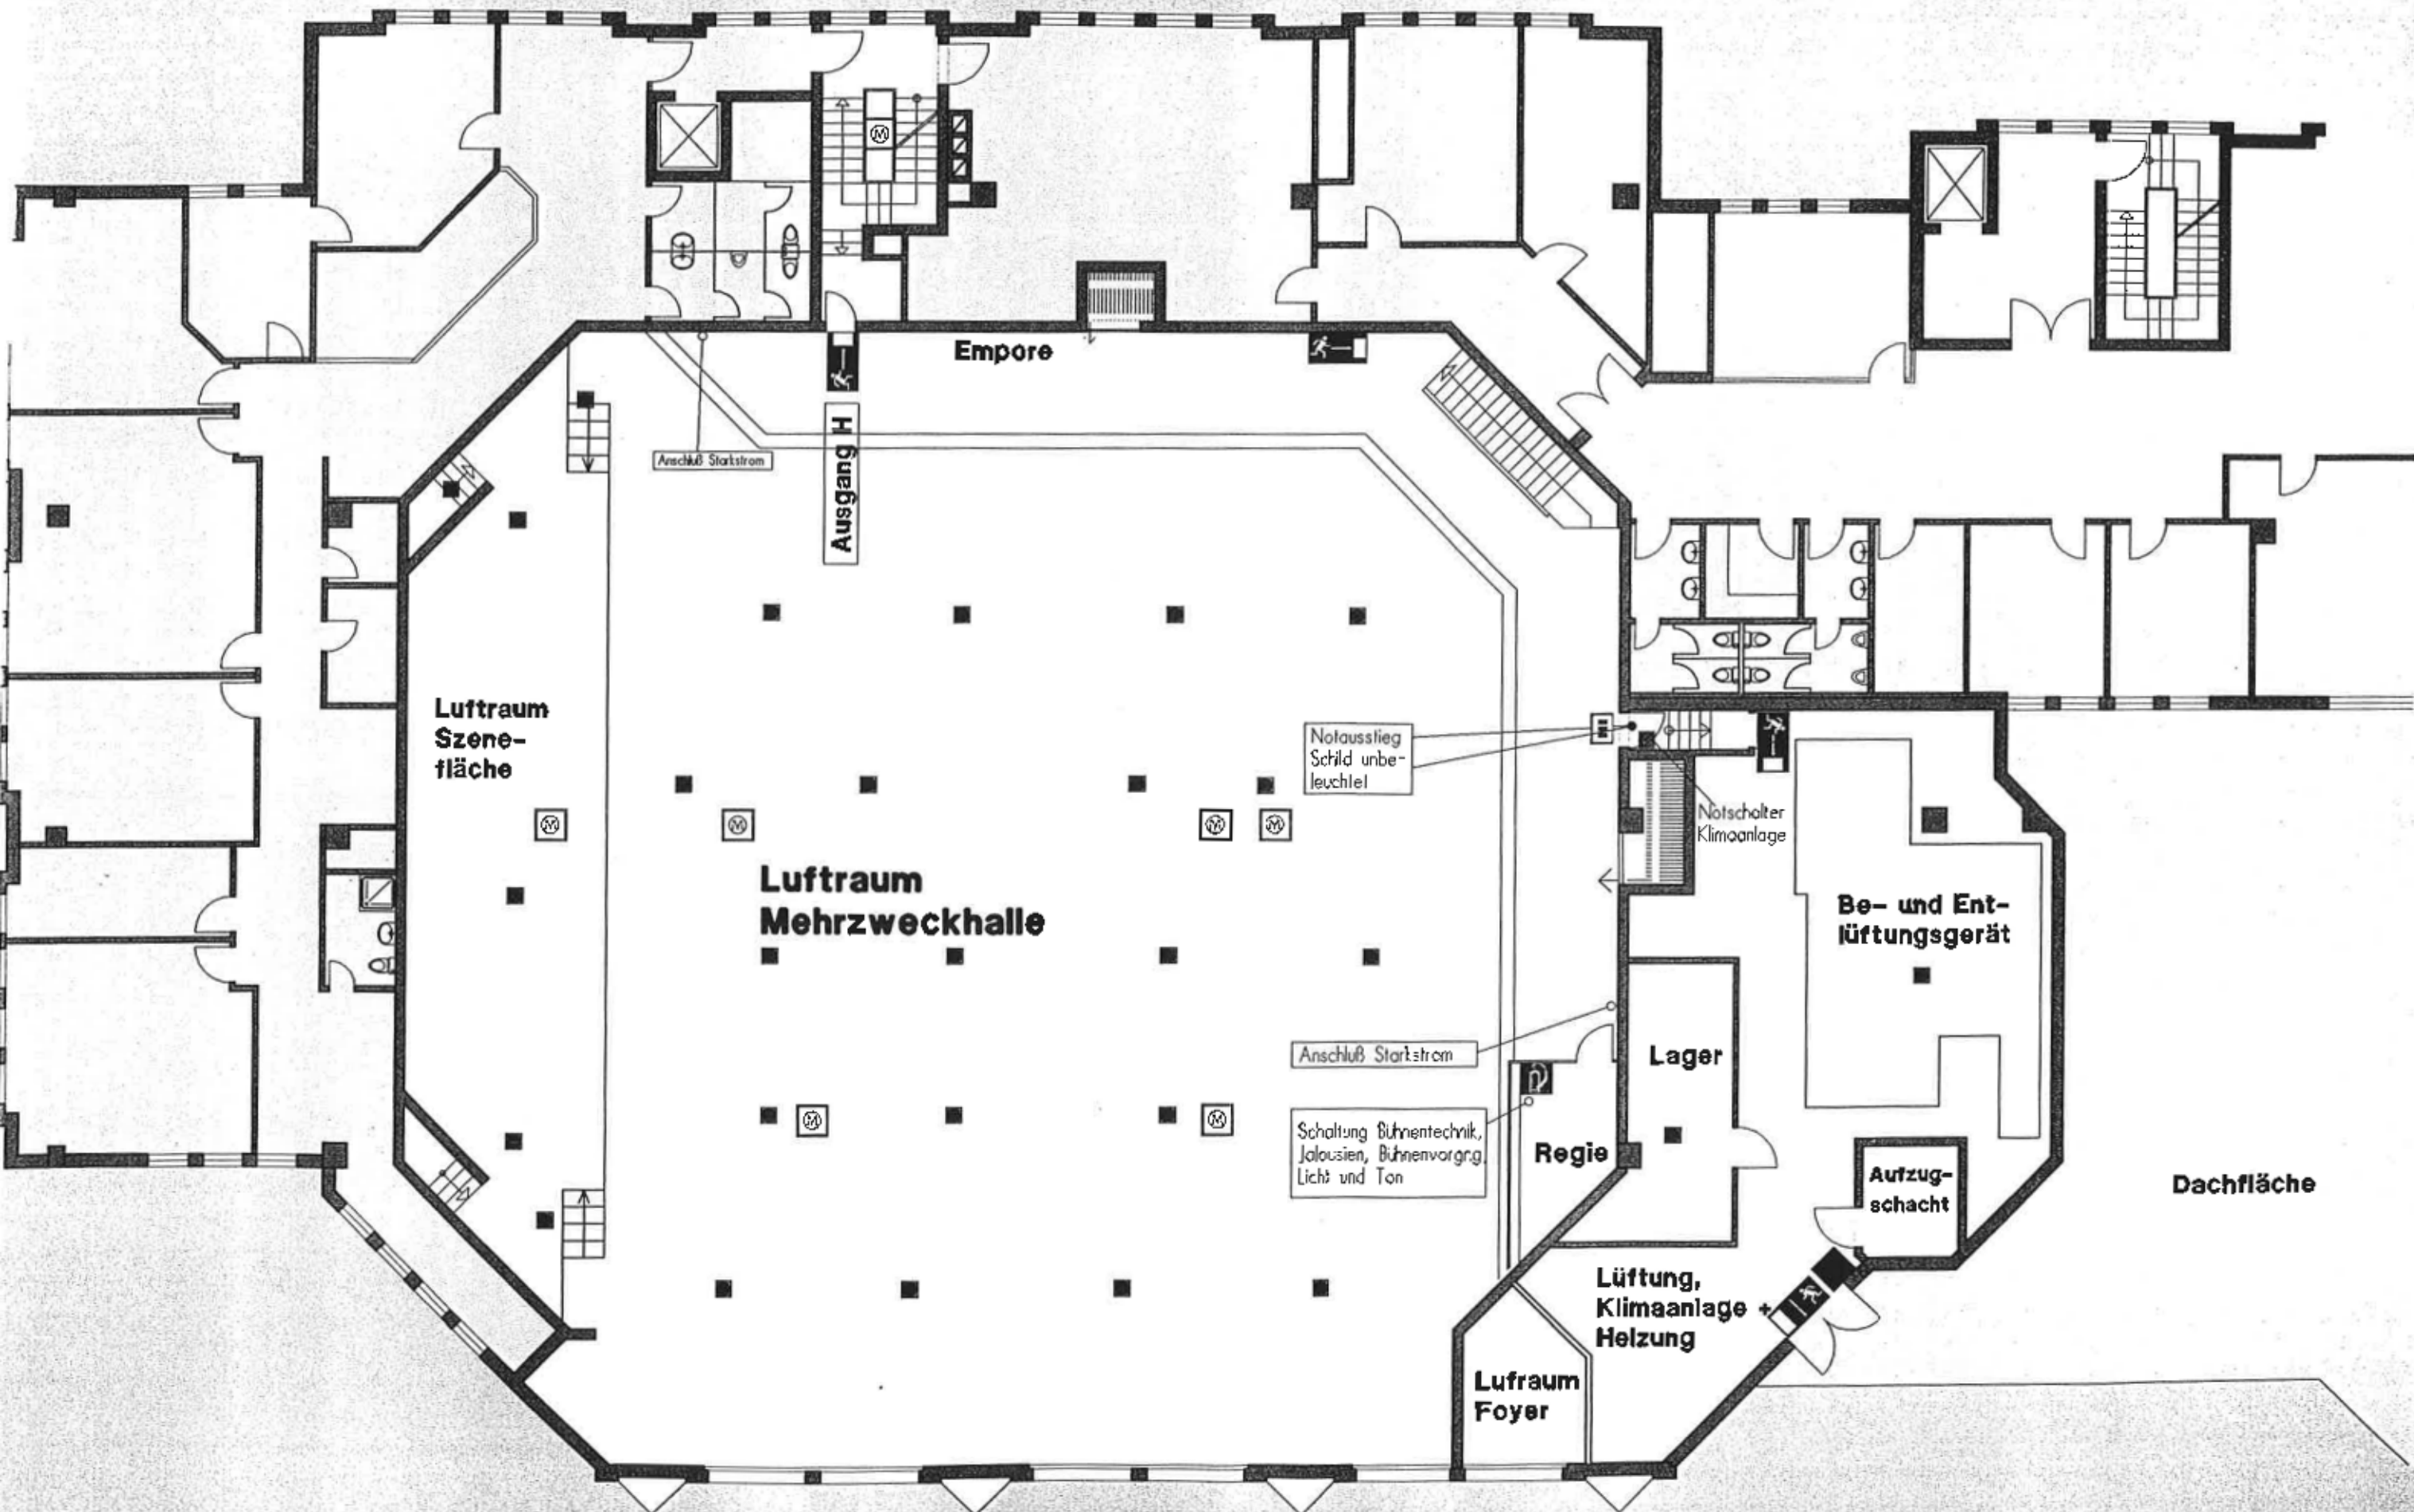 Empore
Anschluß Starkstrom
Ausgang H
Luftraum
Szene-
fläche
Notausstieg
Schild unbe-
leuchtet
Notschalter
Klimaanlage
Luftraum
Mehrzweckhalle
Be- und Ent-
lüftungsgerät
Anschluß Starkstrom
Lager
Schaltung Bühnentechnik,
Jalousien, Bühnenvorgng,
Licht und Ton
Regie
Aufzug-
schacht
Dachfläche
Lüftung,
Klimaanlage +
Heizung
Lufraum
Foyer
M
M
M
M
M
M
M